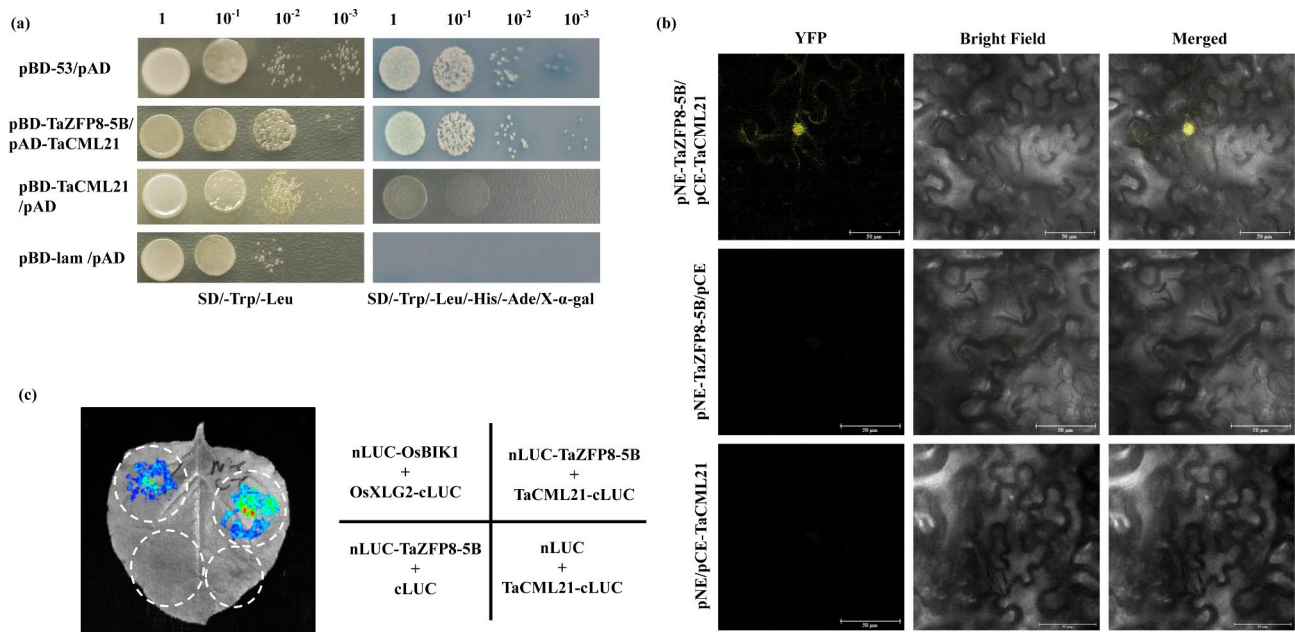 (a)
1 10-1 10-2 10-3 1 10-1 10-2 10-3
pBD-53/pAD
pBD-TaZFP8-5B/
pAD-TaCML21
pBD-TaCML21
/pAD
pBD-lam /pAD
SD/-Trp/-Leu
SD/-Trp/-Leu/-His/-Ade/X-α-gal
(b)
YFP Bright Field Merged
pNE-TaZFP8-5B/
pCE-TaCML21
50 μm
50 μm
50 μm
pNE-TaZFP8-5B/pCE
50 μm
50 μm
50 μm
pNE/pCE-TaCML21
50 μm
(c)
nLUC-OsBIK1
+
OsXLG2-cLUC
nLUC-TaZFP8-5B
+
TaCML21-cLUC
nLUC-TaZFP8-5B
+
cLUC
nLUC
+
TaCML21-cLUC